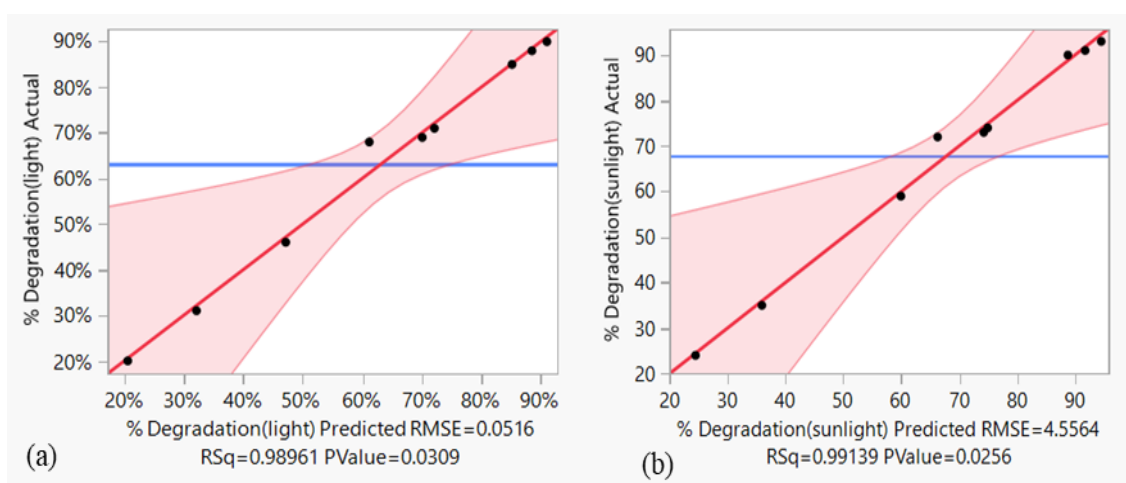 % Degradation(light) Actual
90%
80%
70%
60%
50%
40%
30%
20%
20% 30% 40% 50% 60% 70% 80% 90%
% Degradation(light) Predicted RMSE=0.0516
RSq=0.98961 PValue=0.0309
(a)
% Degradation(sunlight) Actual
90
80
70
60
50
40
30
20
20 30 40 50 60 70 80 90
% Degradation(sunlight) Predicted RMSE=4.5564
RSq=0.99139 PValue=0.0256
(b)